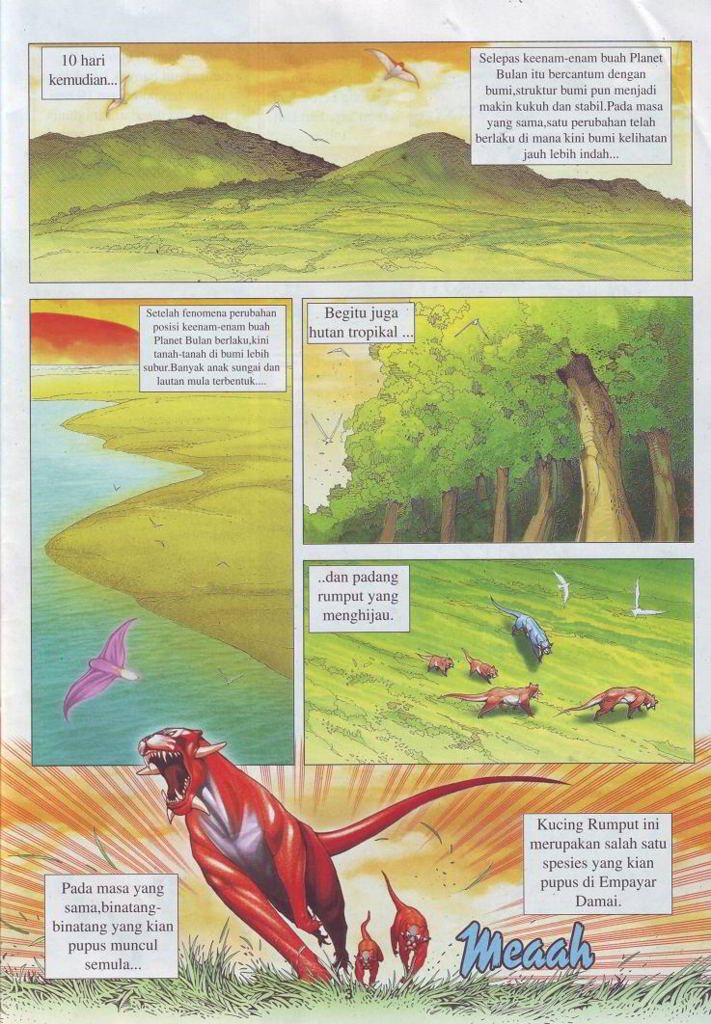 10 hari
kemudian...
Selepas keenam-enam buah Planet
Bulan itu bercantum dengan
bumi,struktur bumi pun menjadi
makin kukuh dan stabil.Pada masa
yang sama,satu perubahan telah
berlaku di mana kini bumi kelihatan
jauh lebih indah...
Setelah fenomena perubahan
posisi keenam-enam buah
Planet Bulan berlaku,kini
tanah-tanah di bumi lebih
subur.Banyak anak sungai dan
lautan mula terbentuk....
Begitu juga
hutan tropikal ...
..dan padang
rumput yang
menghijau.
Kucing Rumput ini
merupakan salah satu
spesies yang kian
pupus di Empayar
Damai.
Pada masa yang
sama,binatang-
binatang yang kian
pupus muncul
semula...
Meaah
3